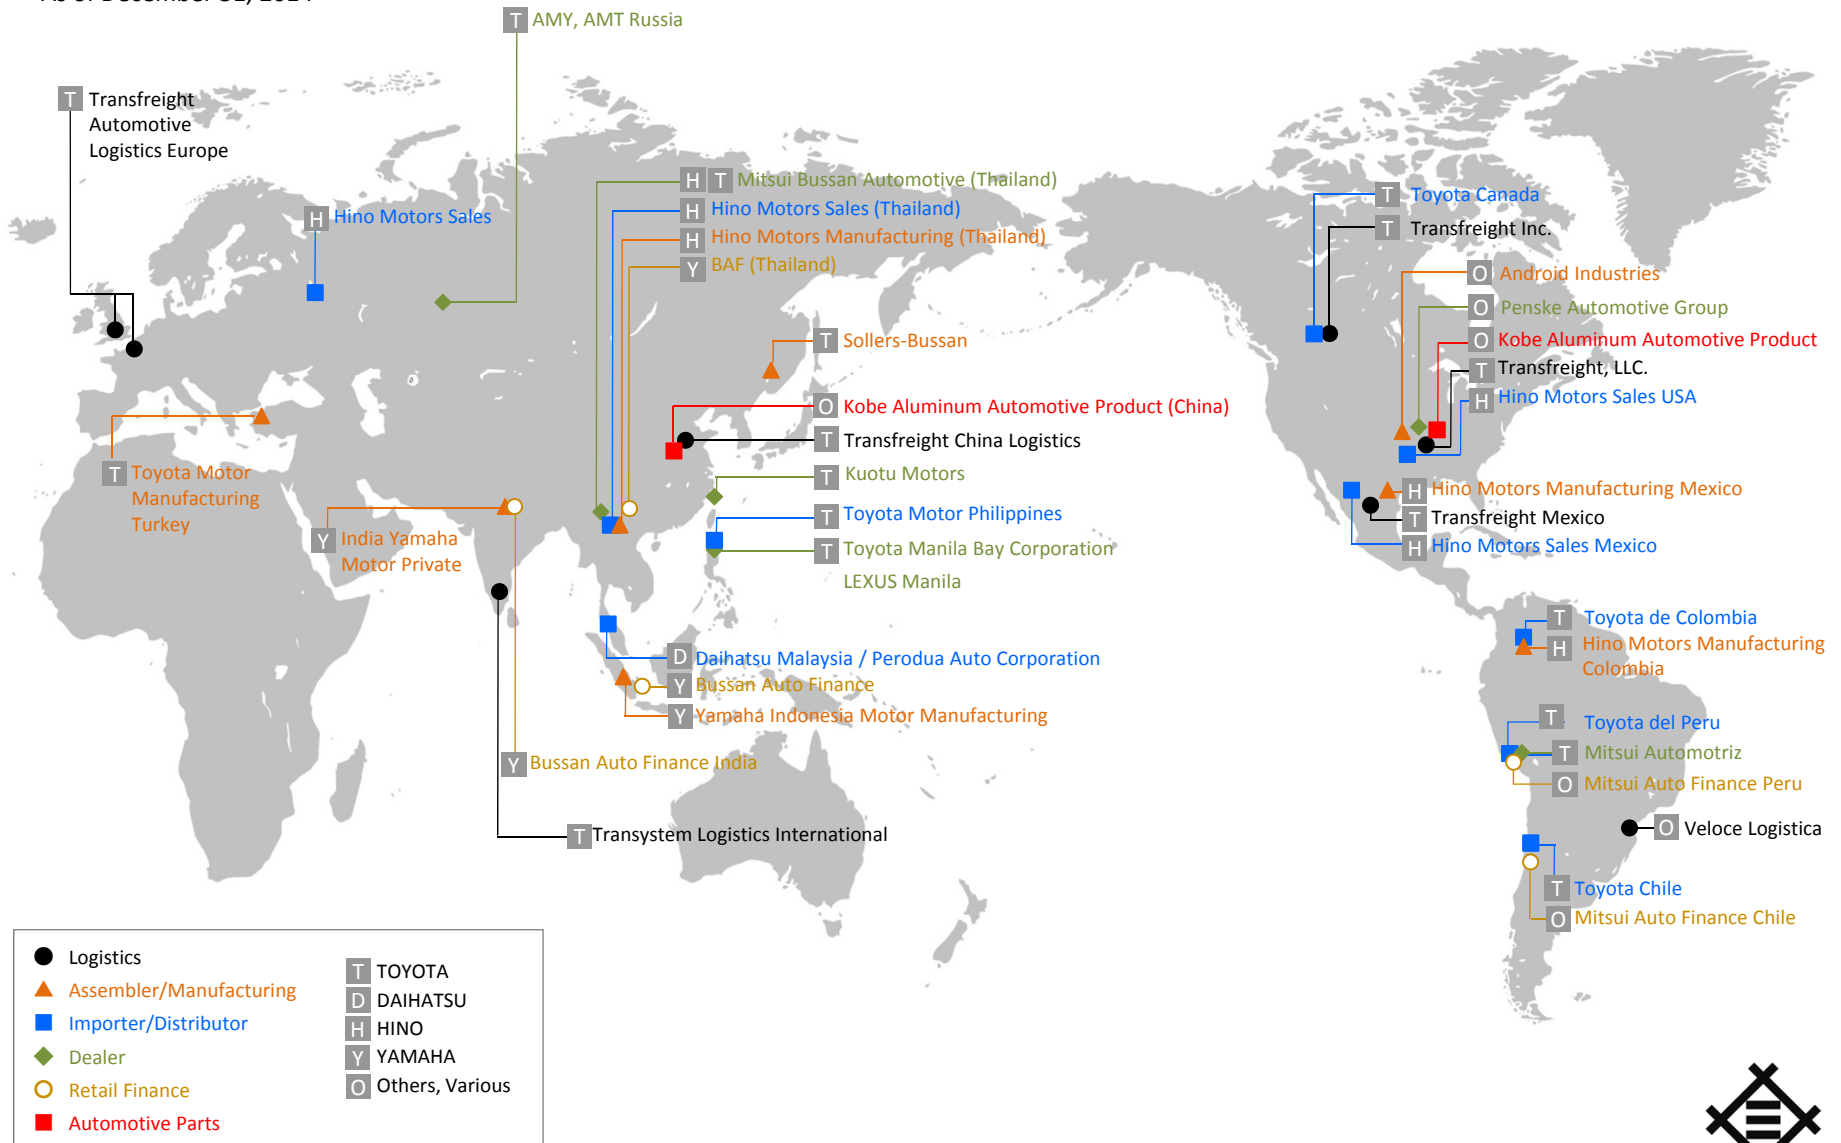 T AMY, AMT Russia
T Transfreight
Automotive
Logistics Europe
H Hino Motors Sales
H T Mitsui Bussan Automotive (Thailand)
H Hino Motors Sales (Thailand)
H Hino Motors Manufacturing (Thailand)
Y BAF (Thailand)
T Sollers-Bussan
O Kobe Aluminum Automotive Product (China)
T Transfreight China Logistics
T Kuotu Motors
T Toyota Motor Philippines
T Toyota Manila Bay Corporation
LEXUS Manila
T Toyota Motor
Manufacturing
Turkey
Y India Yamaha
Motor Private
D Daihatsu Malaysia / Perodua Auto Corporation
Y Bussan Auto Finance
Y Yamaha Indonesia Motor Manufacturing
Y Bussan Auto Finance India
T Transystem Logistics International
T Toyota Canada
T Transfreight Inc.
O Android Industries
O Penske Automotive Group
O Kobe Aluminum Automotive Product
T Transfreight, LLC.
H Hino Motors Sales USA
H Hino Motors Manufacturing Mexico
T Transfreight Mexico
H Hino Motors Sales Mexico
T Toyota de Colombia
H Hino Motors Manufacturing
Colombia
T Toyota del Peru
T Mitsui Automotriz
O Mitsui Auto Finance Peru
O Veloce Logistica
T Toyota Chile
O Mitsui Auto Finance Chile
Logistics
Assembler/Manufacturing
Importer/Distributor
Dealer
Retail Finance
Automotive Parts
T TOYOTA
D DAIHATSU
H HINO
Y YAMAHA
O Others, Various